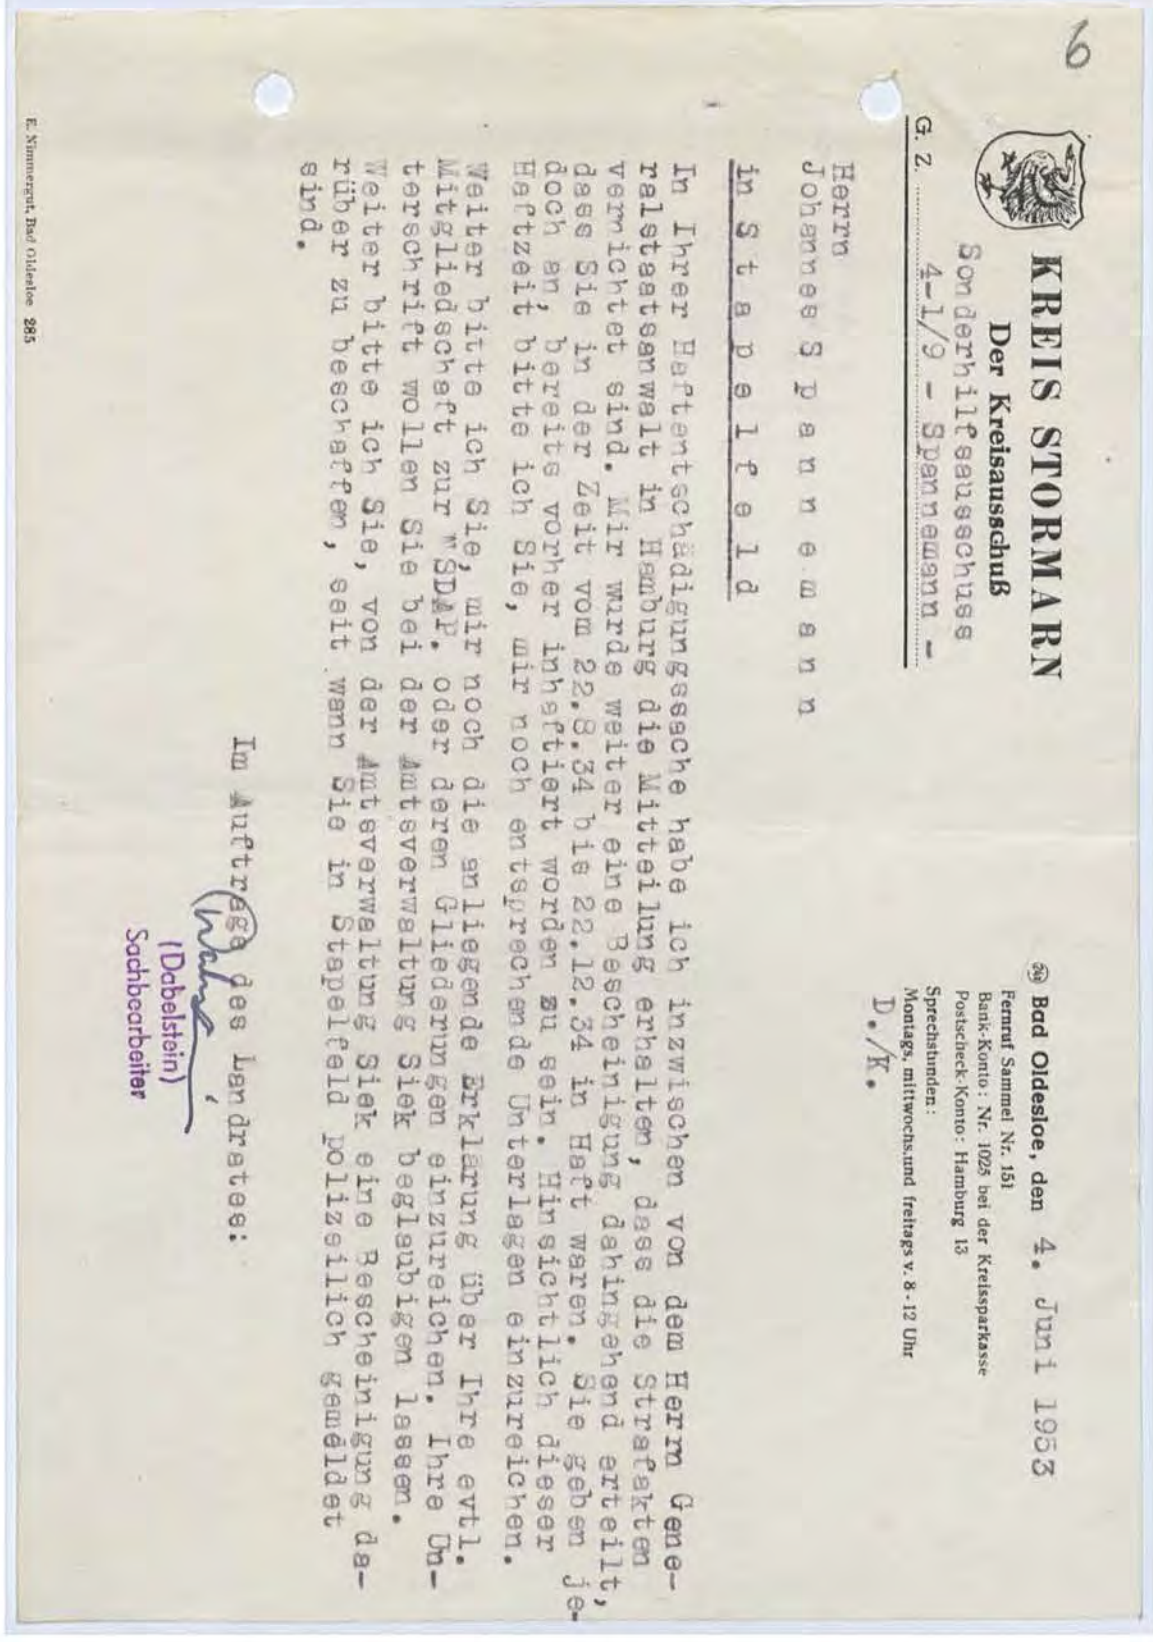 6
KREIS STORMARN
Der Kreisausschuß
Sonderhilfsausschuss
G. Z. 4-1/9 - Spannemann -
(24) Bad Oldesloe, den 4. Juni 1953
Fernruf Sammel Nr. 151
Bank-Konto: Nr. 1025 bei der Kreissparkasse
Postscheck-Konto: Hamburg 13
Sprechstunden:
Montags, mittwochs und freitags v. 8 - 12 Uhr
D./K.
Herrn
Johannes S p a n n e m a n n
in S t a p e l f e l d
In Ihrer Haftentschädigungssache habe ich inzwischen von dem Herrn Gene-
ralstaatsanwalt in Hamburg die Mitteilung erhalten, dass die Strafakten
vernichtet sind. Mir wurde weiter eine Bescheinigung dahingehend erteilt,
dass Sie in der Zeit vom 22.8.34 bis 22.12.34 in Haft waren. Sie geben je-
doch an, bereits vorher inhaftiert worden zu sein. Hinsichtlich dieser
Haftzeit bitte ich Sie, mir noch entsprechende Unterlagen einzureichen.
Weiter bitte ich Sie, mir noch die anliegende Erklärung über Ihre evtl.
Mitgliedschaft zur NSDAP. oder deren Gliederungen einzureichen. Ihre Un-
terschrift wollen Sie bei der Amtsverwaltung Siek beglaubigen lassen.
Weiter bitte ich Sie, von der Amtsverwaltung Siek eine Bescheinigung da-
rüber zu beschaffen, seit wann Sie in Stapelfeld polizeilich gemeldet
sind.
Im Auftrage des Landrates:
(Dabelstein)
Sachbearbeiter
E. Nimmergut, Bad Oldesloe 285